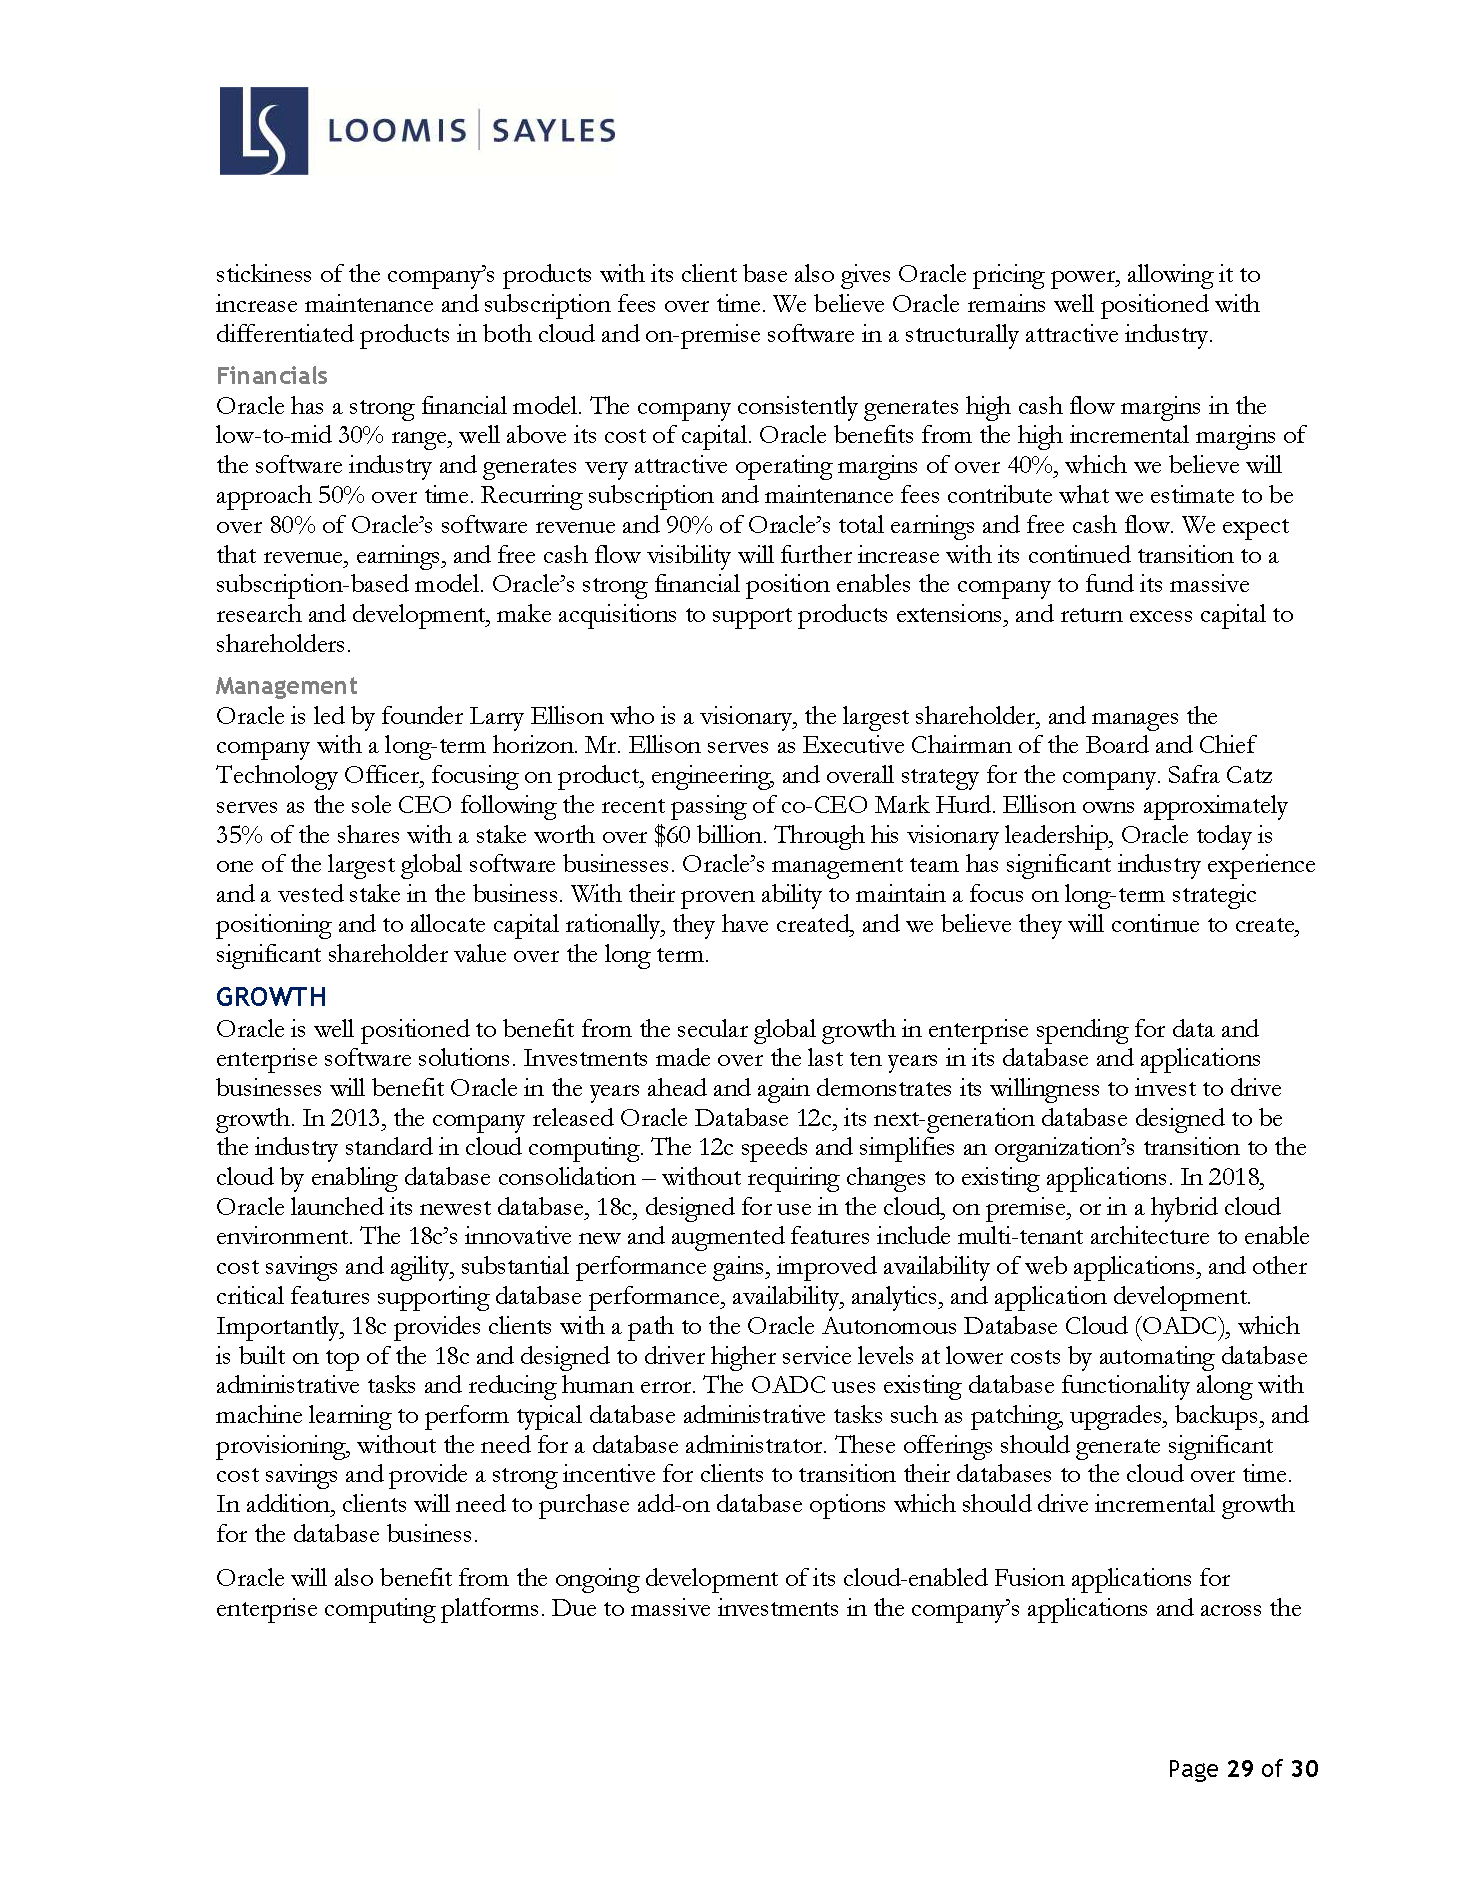 LS LOOMIS | SAYLES
stickiness of the company’s products with its client base also gives Oracle pricing power, allowing it to
increase maintenance and subscription fees over time. We believe Oracle remains well positioned with
differentiated products in both cloud and on-premise software in a structurally attractive industry.
Financials
Oracle has a strong financial model. The company consistently generates high cash flow margins in the
low-to-mid 30% range, well above its cost of capital. Oracle benefits from the high incremental margins of
the software industry and generates very attractive operating margins of over 40%, which we believe will
approach 50% over time. Recurring subscription and maintenance fees contribute what we estimate to be
over 80% of Oracle’s software revenue and 90% of Oracle’s total earnings and free cash flow. We expect
that revenue, earnings, and free cash flow visibility will further increase with its continued transition to a
subscription-based model. Oracle’s strong financial position enables the company to fund its massive
research and development, make acquisitions to support products extensions, and return excess capital to
shareholders.
Management
Oracle is led by founder Larry Ellison who is a visionary, the largest shareholder, and manages the
company with a long-term horizon. Mr. Ellison serves as Executive Chairman of the Board and Chief
Technology Officer, focusing on product, engineering, and overall strategy for the company. Safra Catz
serves as the sole CEO following the recent passing of co-CEO Mark Hurd. Ellison owns approximately
35% of the shares with a stake worth over $60 billion. Through his visionary leadership, Oracle today is
one of the largest global software businesses. Oracle’s management team has significant industry experience
and a vested stake in the business. With their proven ability to maintain a focus on long-term strategic
positioning and to allocate capital rationally, they have created, and we believe they will continue to create,
significant shareholder value over the long term.
GROWTH
Oracle is well positioned to benefit from the secular global growth in enterprise spending for data and
enterprise software solutions. Investments made over the last ten years in its database and applications
businesses will benefit Oracle in the years ahead and again demonstrates its willingness to invest to drive
growth. In 2013, the company released Oracle Database 12c, its next-generation database designed to be
the industry standard in cloud computing. The 12c speeds and simplifies an organization’s transition to the
cloud by enabling database consolidation – without requiring changes to existing applications. In 2018,
Oracle launched its newest database, 18c, designed for use in the cloud, on premise, or in a hybrid cloud
environment. The 18c’s innovative new and augmented features include multi-tenant architecture to enable
cost savings and agility, substantial performance gains, improved availability of web applications, and other
critical features supporting database performance, availability, analytics, and application development.
Importantly, 18c provides clients with a path to the Oracle Autonomous Database Cloud (OADC), which
is built on top of the 18c and designed to driver higher service levels at lower costs by automating database
administrative tasks and reducing human error. The OADC uses existing database functionality along with
machine learning to perform typical database administrative tasks such as patching, upgrades, backups, and
provisioning, without the need for a database administrator. These offerings should generate significant
cost savings and provide a strong incentive for clients to transition their databases to the cloud over time.
In addition, clients will need to purchase add-on database options which should drive incremental growth
for the database business.
Oracle will also benefit from the ongoing development of its cloud-enabled Fusion applications for
enterprise computing platforms. Due to massive investments in the company’s applications and across the
Page 29 of 30